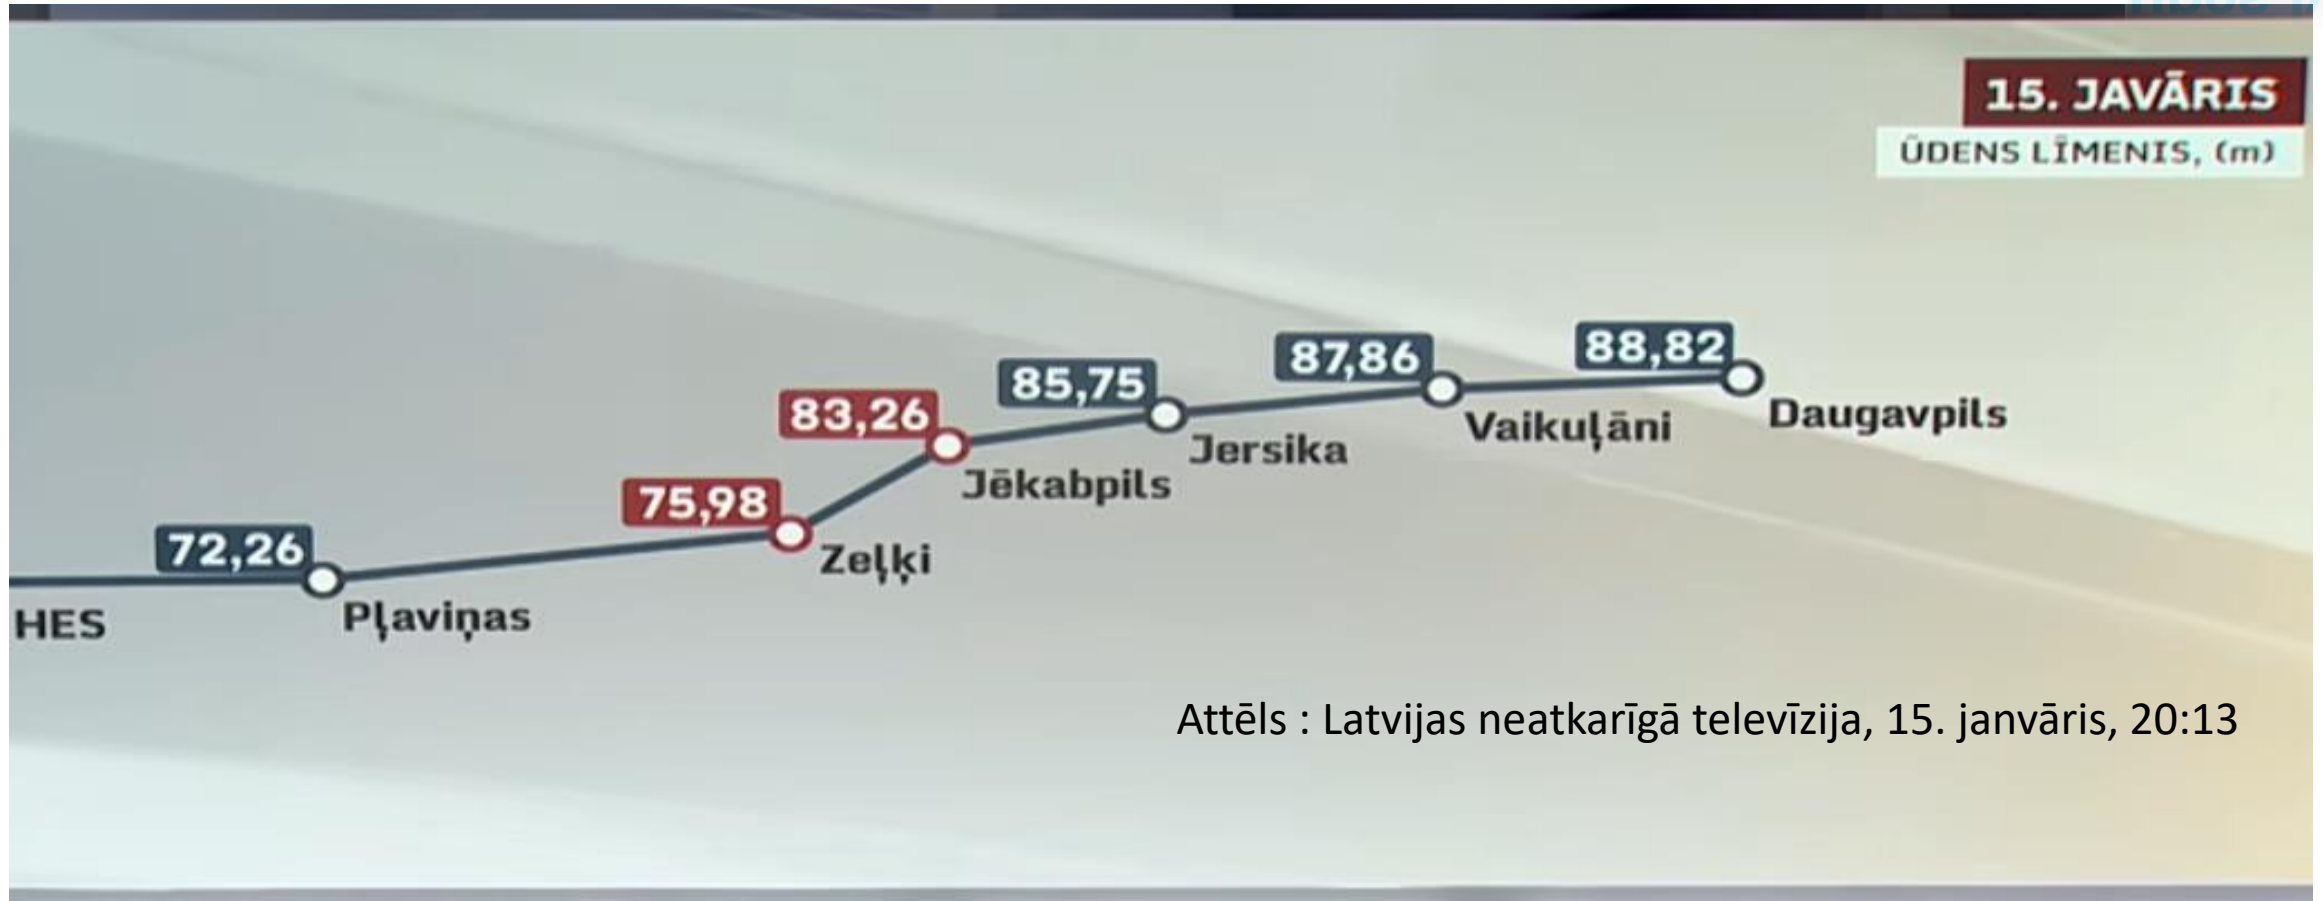 15. JAVĀRIS
ŪDENS LĪMENIS, (m)
88,82
Daugavpils
87,86
Vaikuļāni
85,75
Jersika
83,26
Jēkabpils
75,98
Zeļķi
72,26
Pļaviņas
HES
Attēls : Latvijas neatkarīgā televīzija, 15. janvāris, 20:13